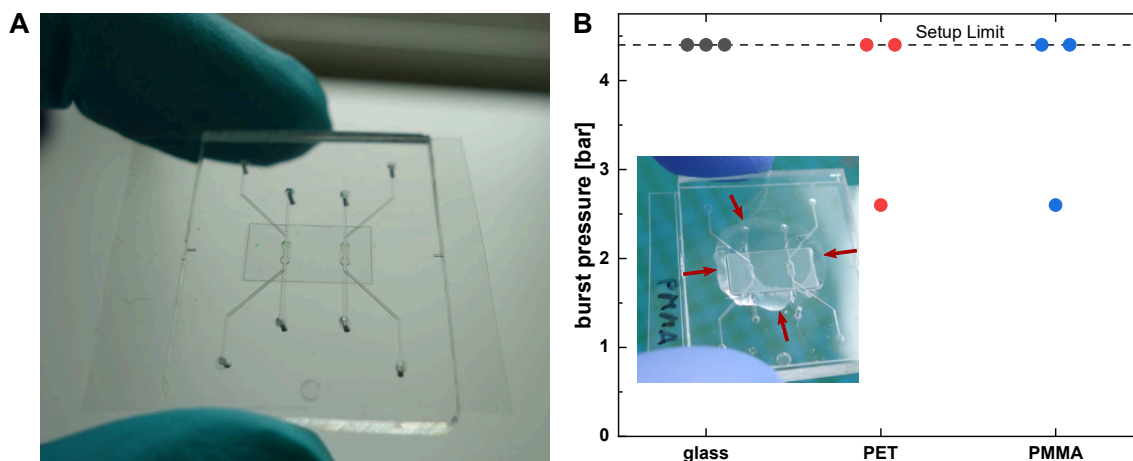 A
B
Setup Limit
burst pressure [bar]
4
3
2
1
0
PMMA
glass
PET
PMMA